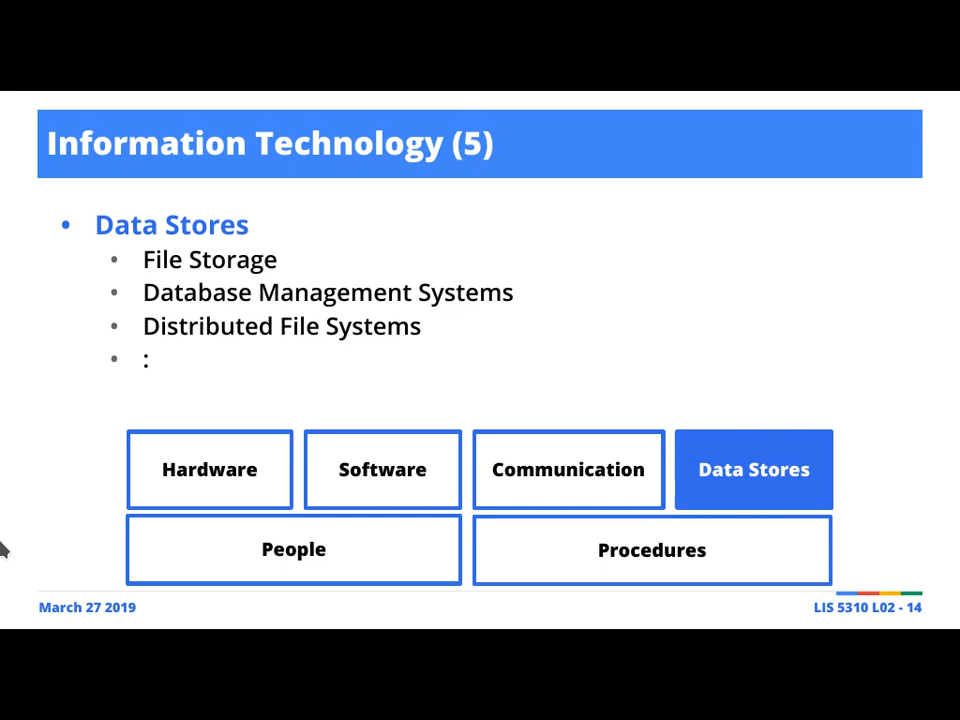 Information Technology (5)
• Data Stores
• File Storage
• Database Management Systems
• Distributed File Systems
• :
Hardware Software Communication Data Stores
People Procedures
March 27 2019 LIS 5310 L02 - 14